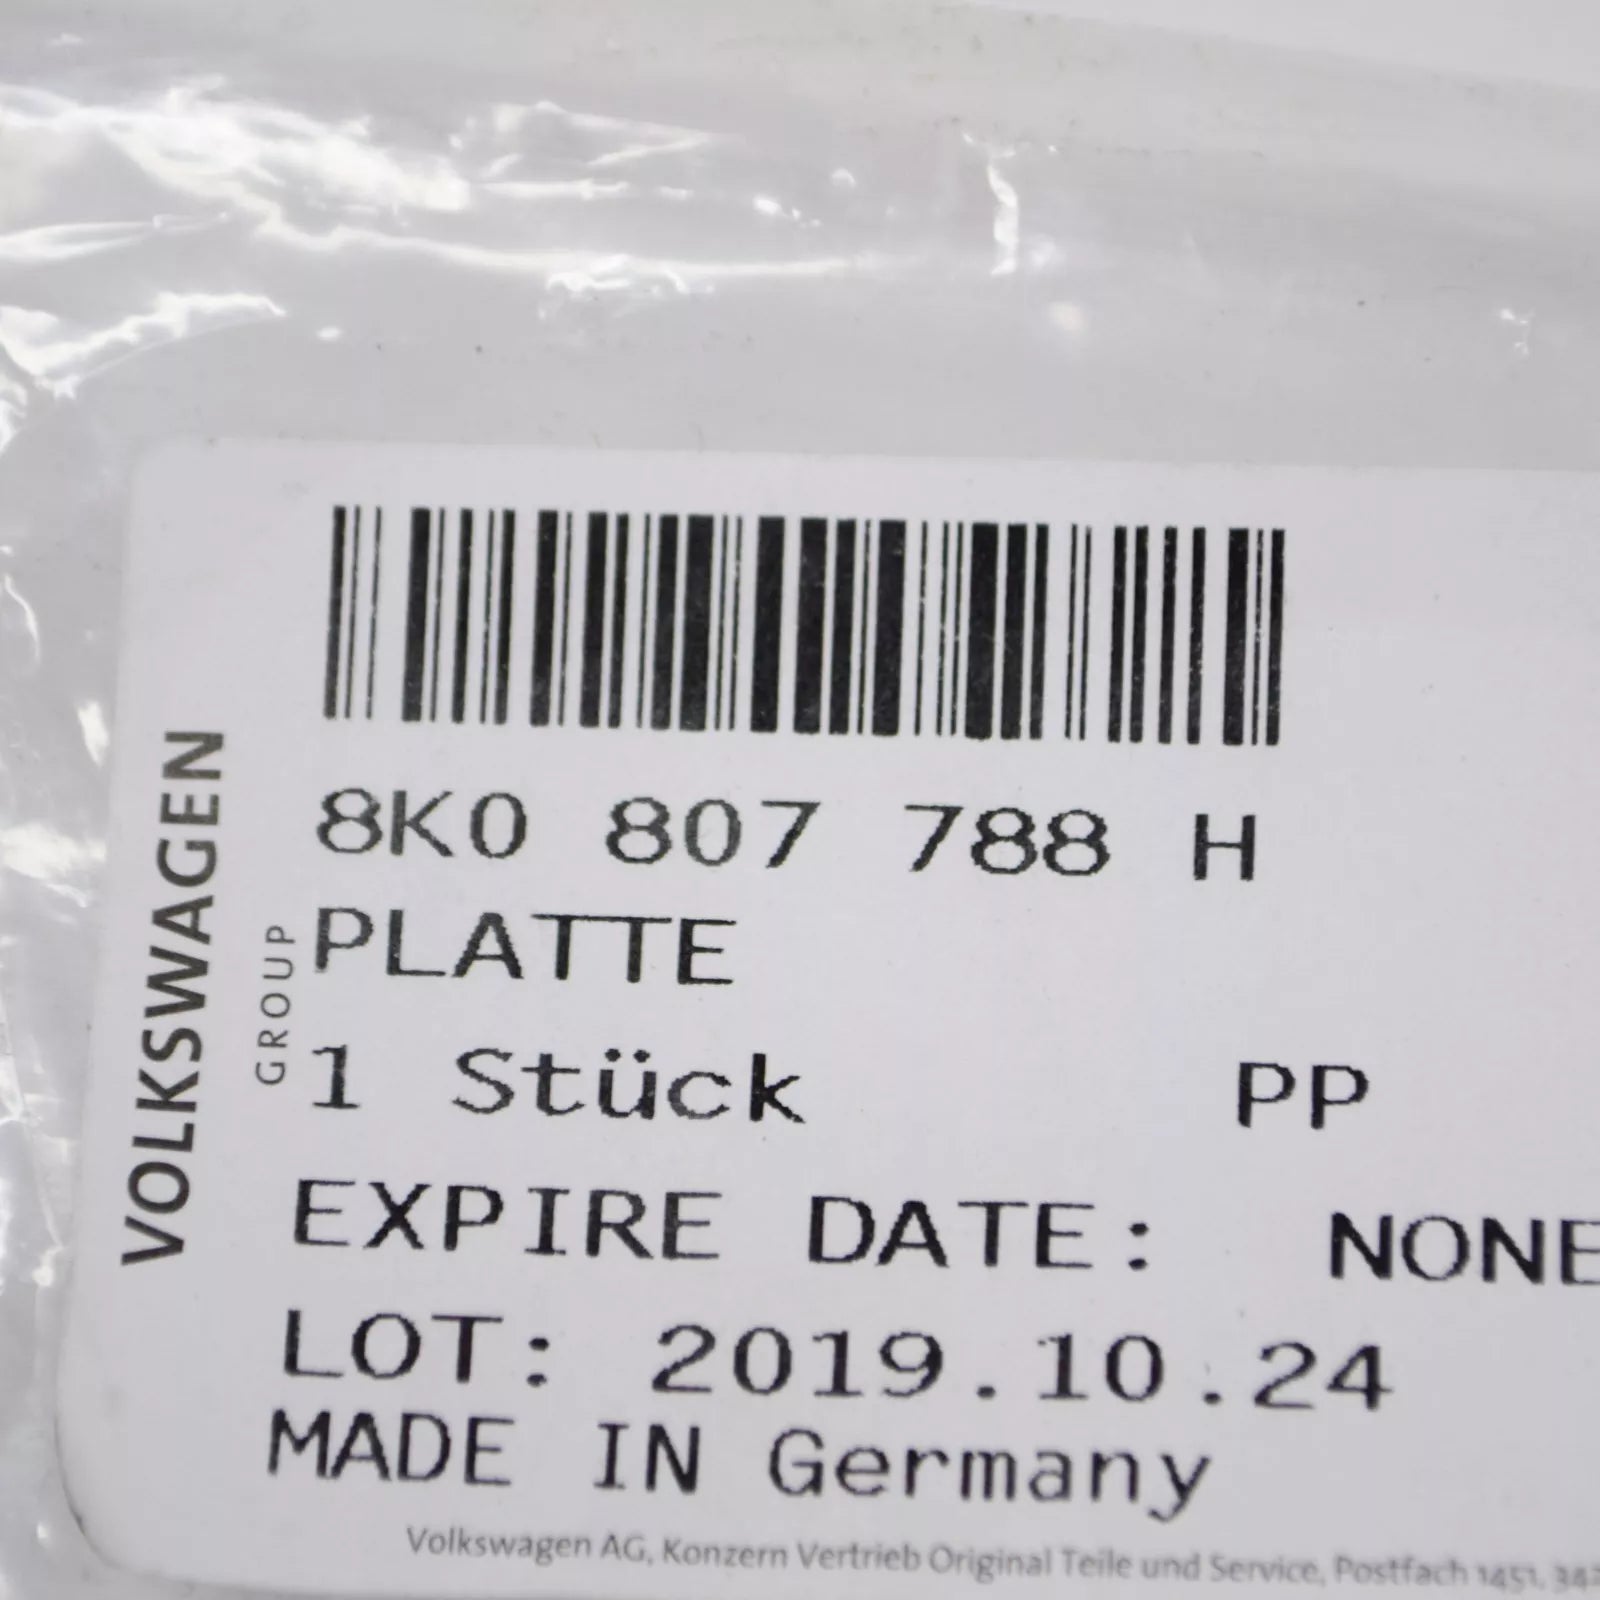 8K0 807 788 H
PLATTE
1 Stück PP
EXPIRE DATE: NONE
LOT: 2019.10.24
MADE IN Germany
VOLKSWAGEN
GROUP
Volkswagen AG, Konzern Vertrieb Original Teile und Service, Postfach 1451,